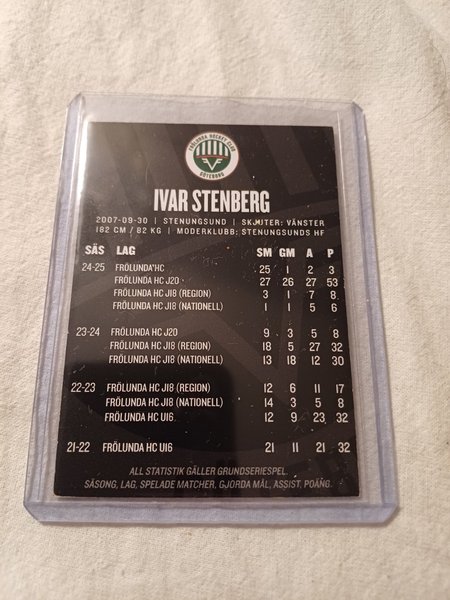 FRÖLUNDA HOCKEY CLUB
GÖTEBORG
IVAR STENBERG
2007-09-30 | STENUNGSUND | SKJUTER: VÄNSTER
182 CM / 82 KG | MODERKLUBB: STENUNGSUNDS HF
SÄS LAG SM GM A P
24-25 FRÖLUNDA HC 25 1 2 3
FRÖLUNDA HC J20 27 26 27 53
FRÖLUNDA HC J18 (REGION) 3 1 7 8
FRÖLUNDA HC J18 (NATIONELL) 1 1 5 6
23-24 FRÖLUNDA HC J20 9 3 5 8
FRÖLUNDA HC J18 (REGION) 18 5 27 32
FRÖLUNDA HC J18 (NATIONELL) 13 18 12 30
22-23 FRÖLUNDA HC J18 (REGION) 12 6 11 17
FRÖLUNDA HC J18 (NATIONELL) 14 3 5 8
FRÖLUNDA HC U16 12 9 23 32
21-22 FRÖLUNDA HC U16 21 11 21 32
ALL STATISTIK GÄLLER GRUNDSERIESPEL.
SÄSONG, LAG, SPELADE MATCHER, GJORDA MÅL, ASSIST, POÄNG.